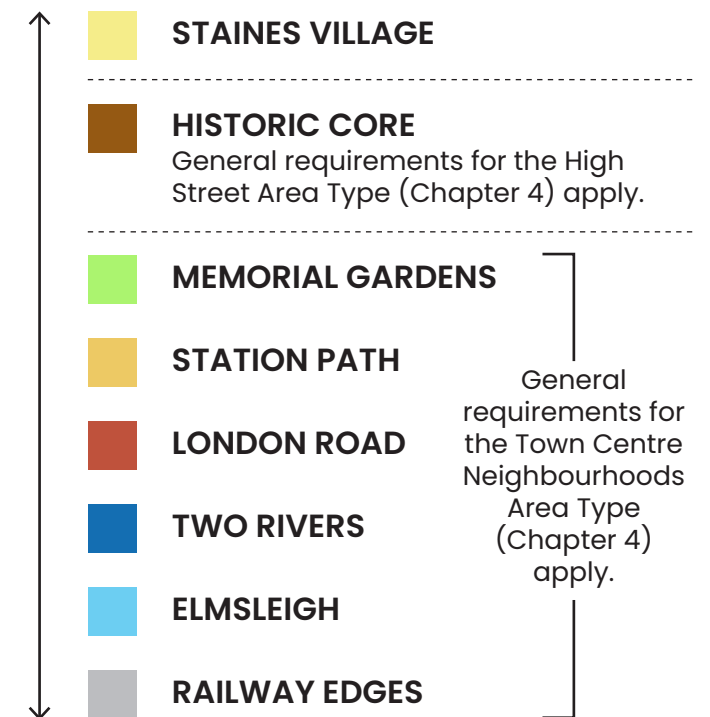 STAINES VILLAGE
HISTORIC CORE
General requirements for the High
Street Area Type (Chapter 4) apply.
MEMORIAL GARDENS
STATION PATH
LONDON ROAD
TWO RIVERS
ELMSLEIGH
RAILWAY EDGES
General
requirements for
the Town Centre
Neighbourhoods
Area Type
(Chapter 4)
apply.